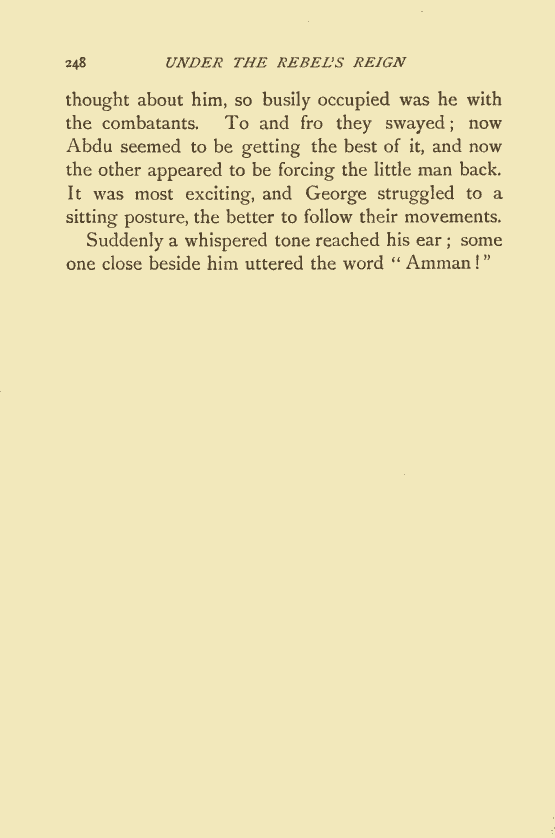 248 UNDER THE REBEL'S REIGN
thought about him, so busily occupied was he with
the combatants. To and fro they swayed; now
Abdu seemed to be getting the best of it, and now
the other appeared to be forcing the little man back.
It was most exciting, and George struggled to a
sitting posture, the better to follow their movements.
Suddenly a whispered tone reached his ear; some
one close beside him uttered the word "Amman!"